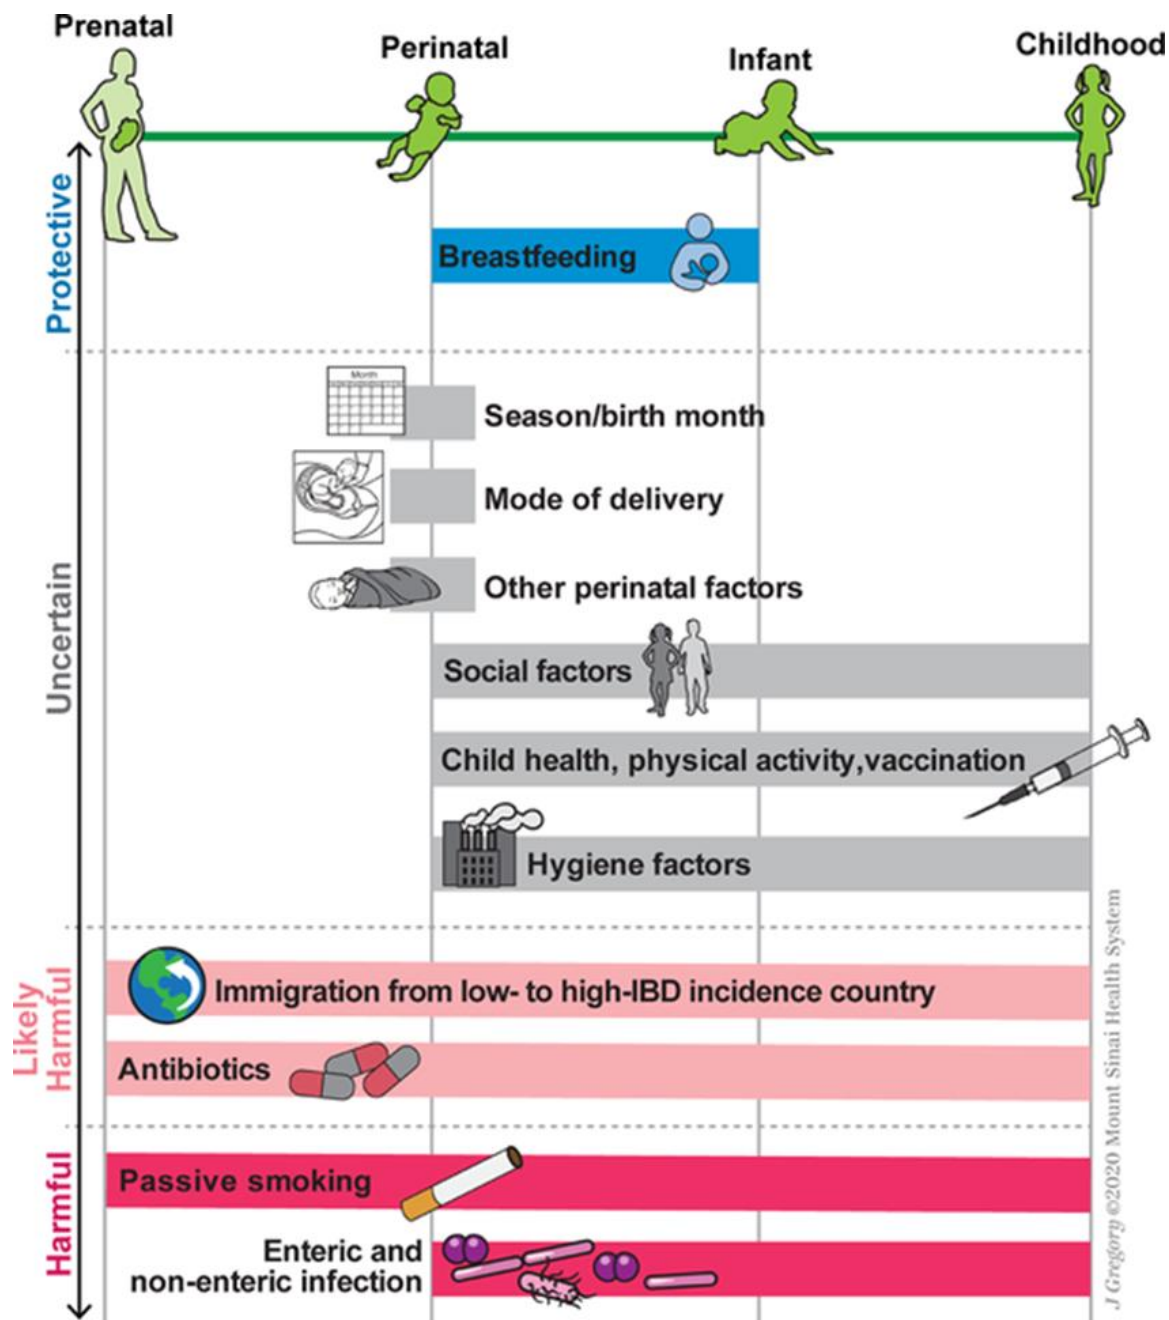 Prenatal
Perinatal
Infant
Childhood
Protective
Breastfeeding
Month
Season/birth month
Mode of delivery
Uncertain
Other perinatal factors
Social factors
Child health, physical activity,vaccination
Hygiene factors
Likely
Harmful
Immigration from low- to high-IBD incidence country
Antibiotics
Harmful
Passive smoking
Enteric and
non-enteric infection
J Gregory ©2020 Mount Sinai Health System